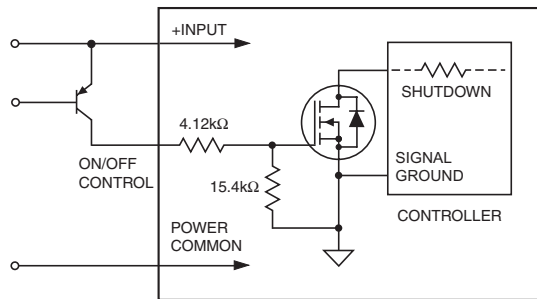 +INPUT
SHUTDOWN
4.12kΩ
ON/OFF
CONTROL
15.4kΩ
SIGNAL
GROUND
CONTROLLER
POWER
COMMON